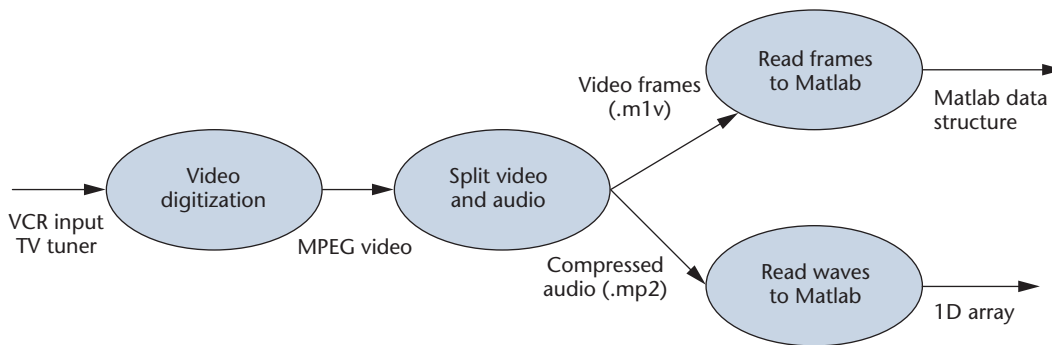 VCR input
TV tuner
Video
digitization
MPEG video
Split video
and audio
Video frames
(.m1v)
Read frames
to Matlab
Matlab data
structure
Compressed
audio (.mp2)
Read waves
to Matlab
1D array